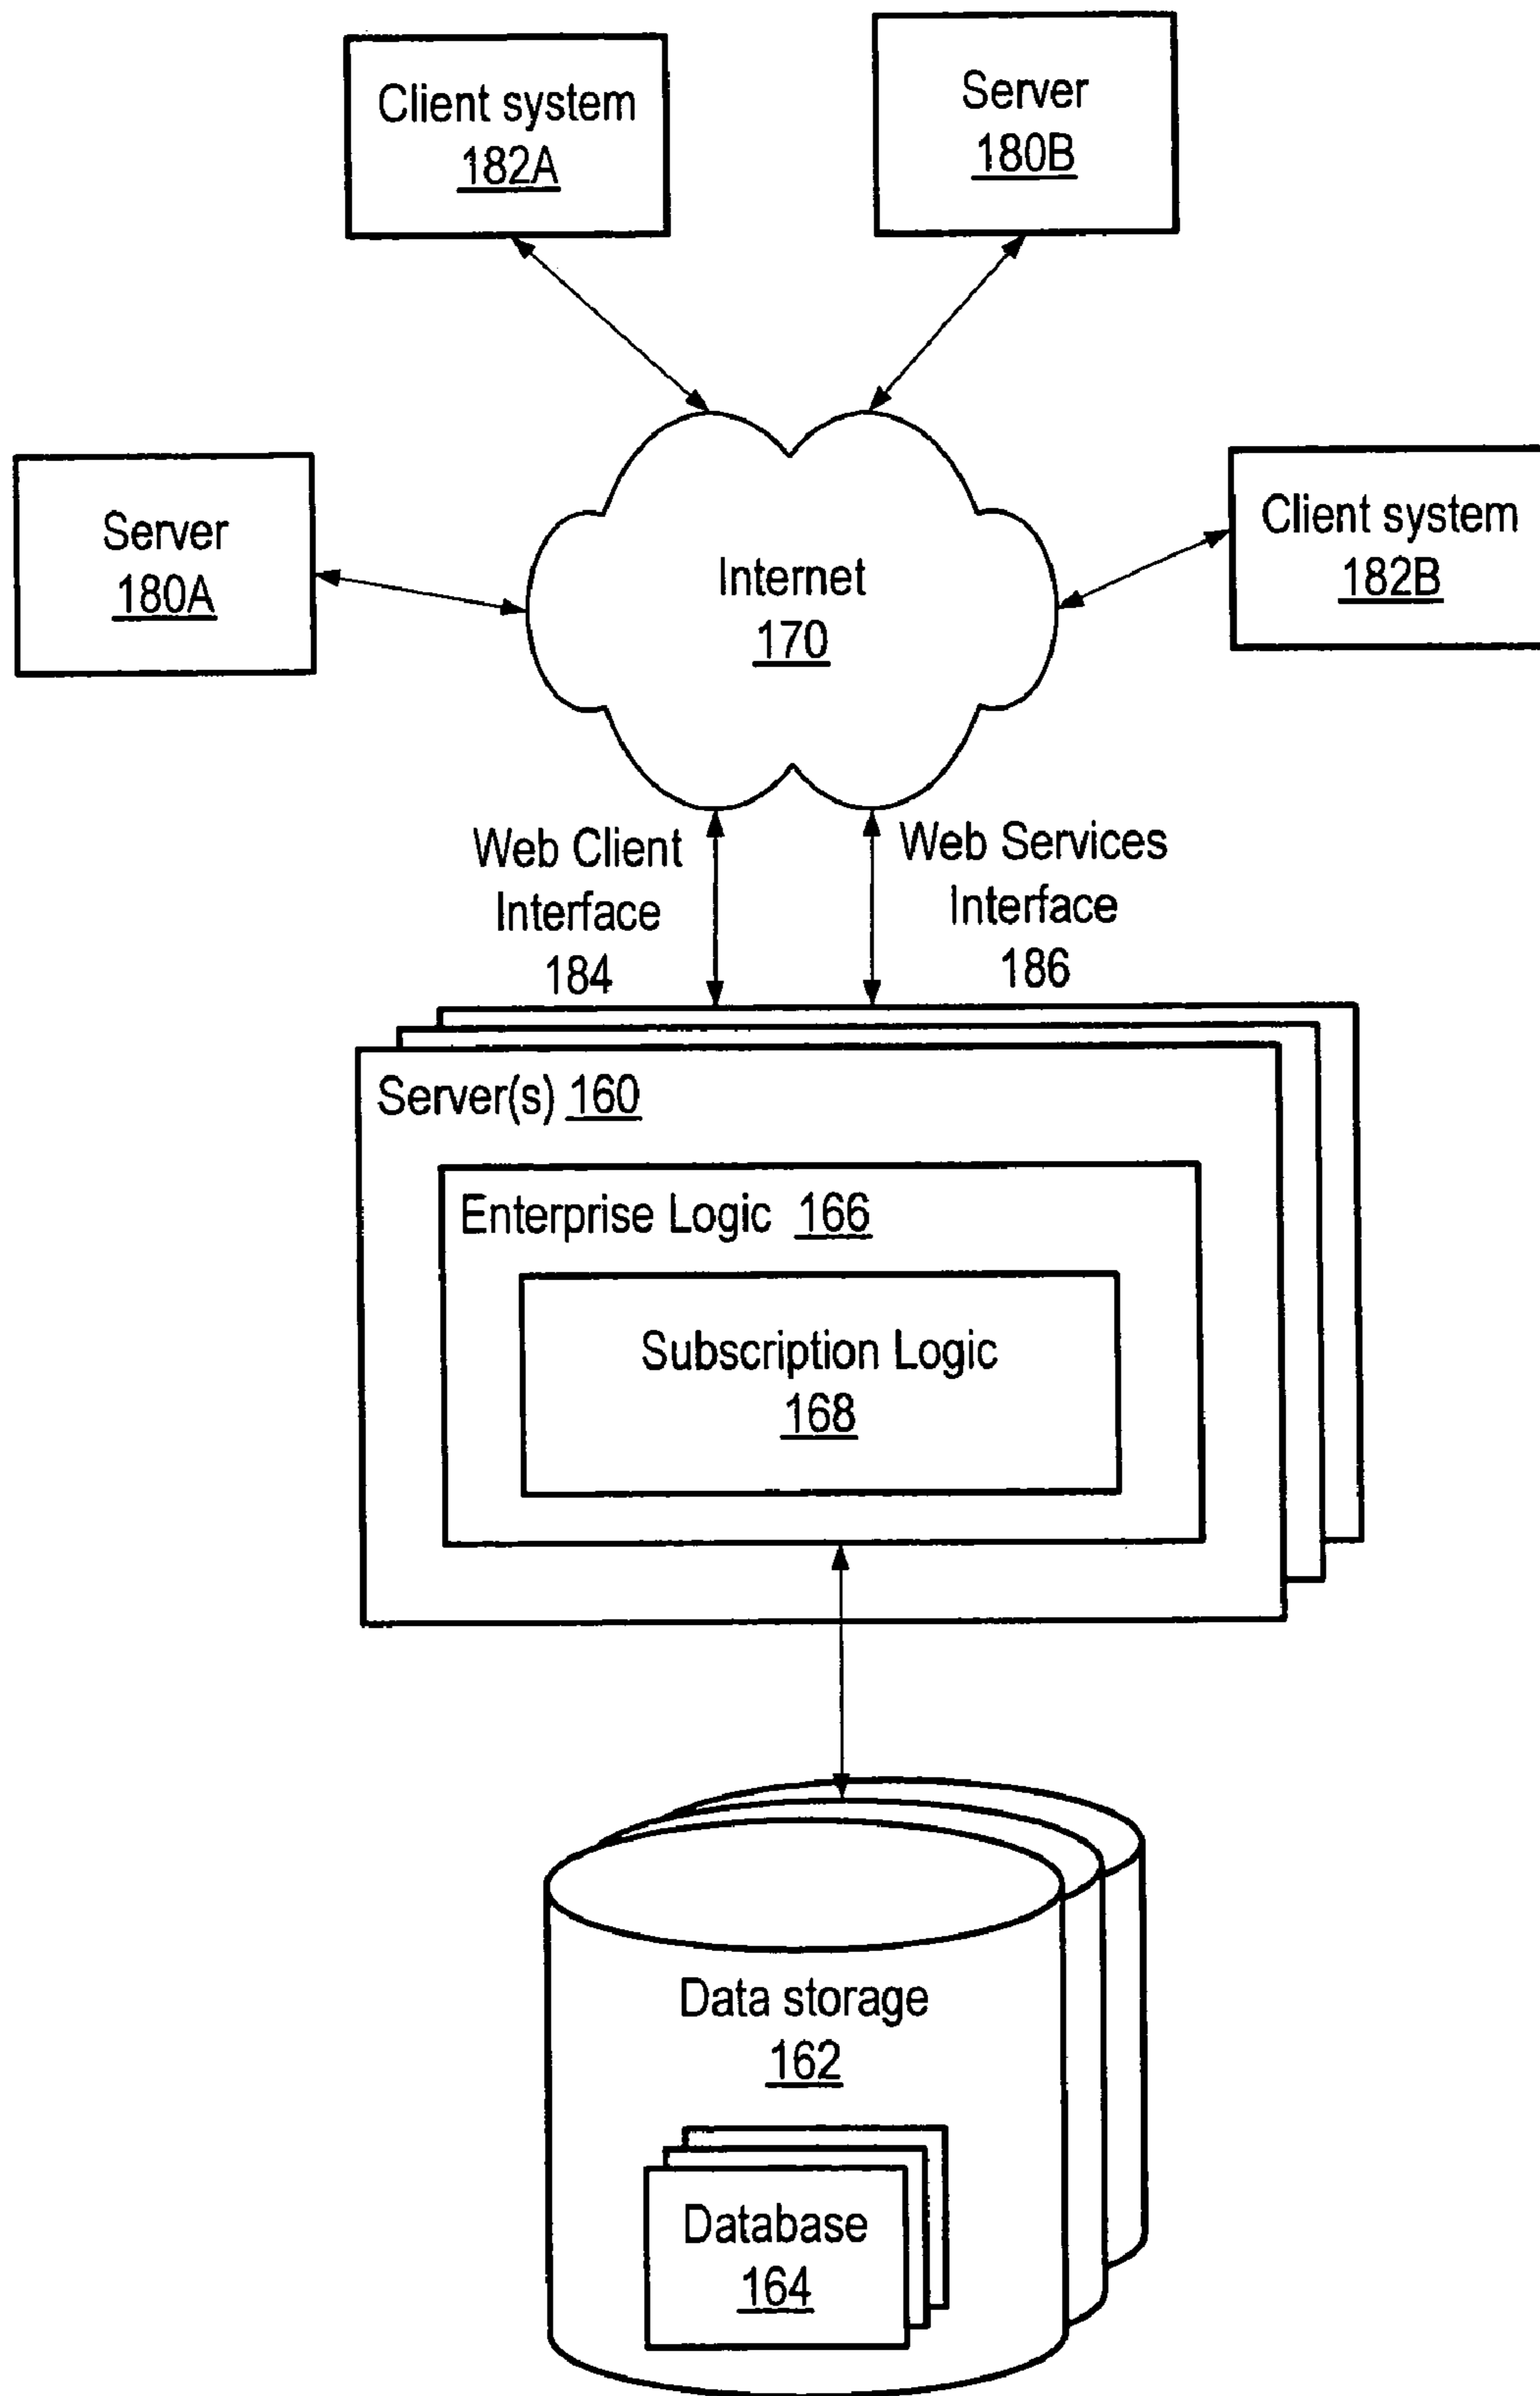 Client system
182A
Server
180B
Server
180A
Internet
170
Client system
182B
Web Client
Interface
184
Web Services
Interface
186
Server(s) 160
Enterprise Logic 166
Subscription Logic
168
Data storage
162
Database
164